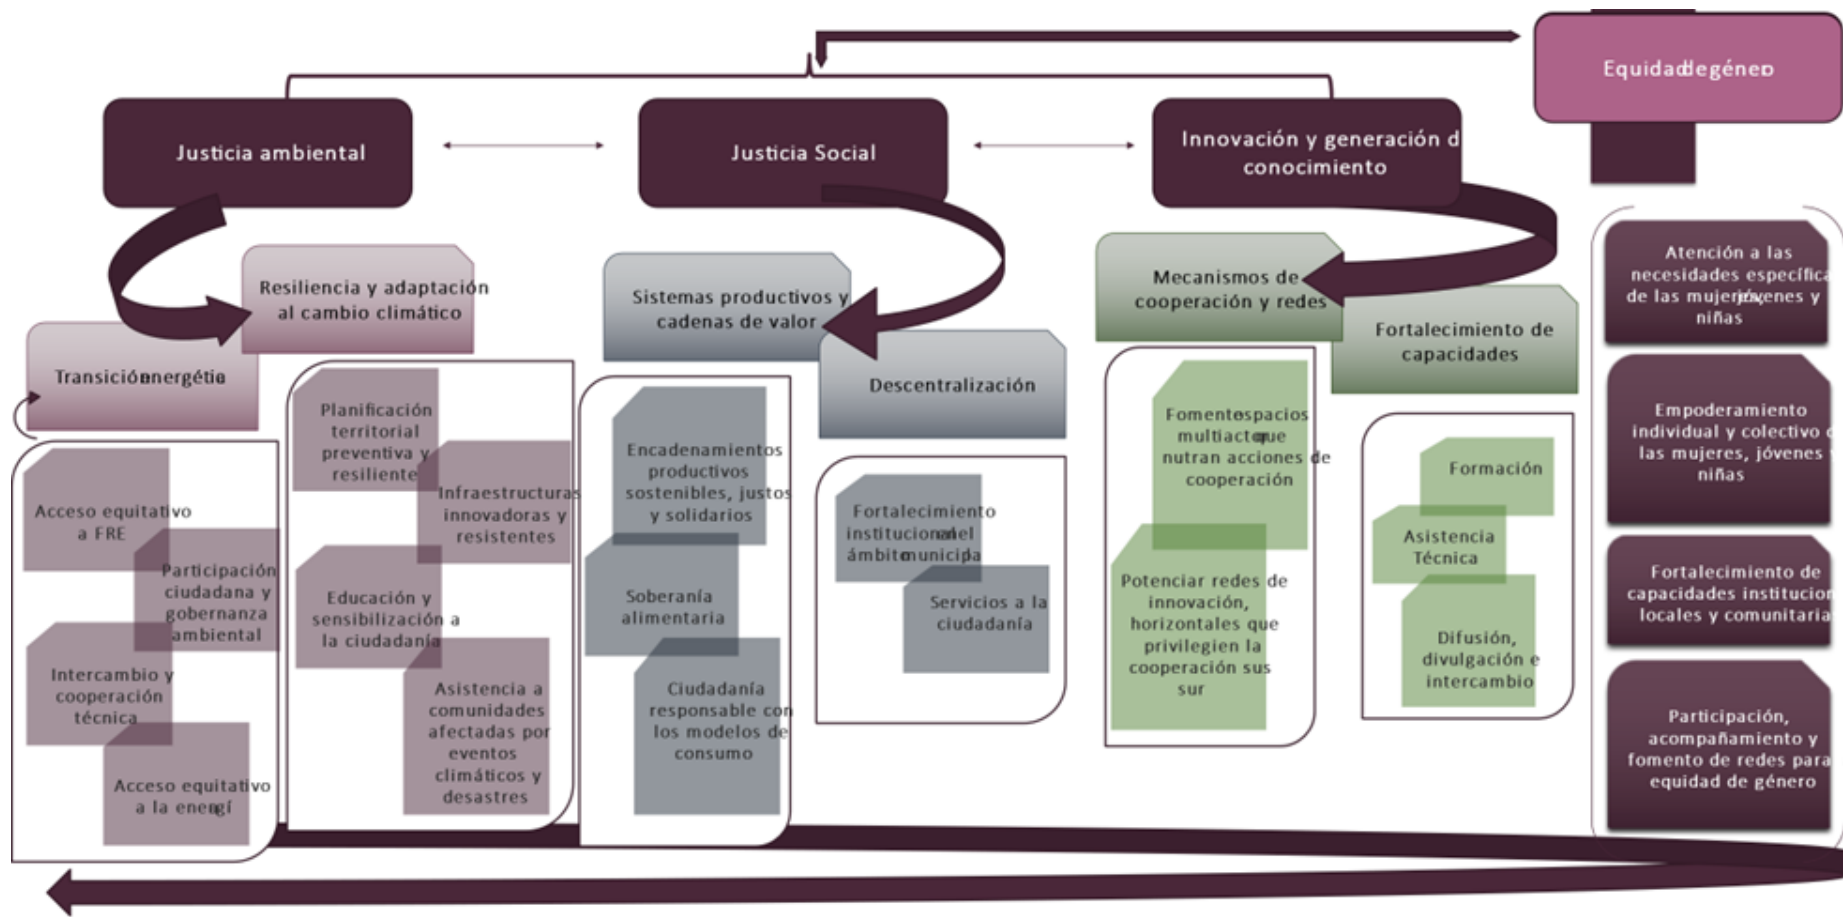 Equidad de género
Justicia ambiental
Justicia Social
Innovación y generación d
conocimiento
Resiliencia y adaptación
al cambio climático
Transición energétic
Sistemas productivos y
cadenas de valor
Descentralización
Mecanismos de
cooperación y redes
Fortalecimiento de
capacidades
Acceso equitativo
a FRE
Participación
ciudadana y
gobernanza
ambiental
Intercambio y
cooperación
técnica
Acceso equitativo
a la energí
Planificación
territorial
preventiva y
resiliente
Infraestructuras
innovadoras y
resistentes
Educación y
sensibilización a
la ciudadanía
Asistencia a
comunidades
afectadas por
eventos
climáticos y
desastres
Encadenamientos
productivos
sostenibles, justos
y solidarios
Soberanía
alimentaria
Ciudadanía
responsable con
los modelos de
consumo
Fortalecimiento
institucional en el
ámbito municipa
Servicios a la
ciudadanía
Fomento espacios
multiactor que
nutran acciones de
cooperación
Potenciar redes de
innovación,
horizontales que
privilegien la
cooperación sus
sur
Formación
Asistencia
Técnica
Difusión,
divulgación e
intercambio
Atención a las
necesidades específica
de las mujeres, jóvenes y
niñas
Empoderamiento
individual y colectivo
las mujeres, jóvenes y
niñas
Fortalecimiento de
capacidades institucion
locales y comunitaria
Participación,
acompañamiento y
fomento de redes para
equidad de género